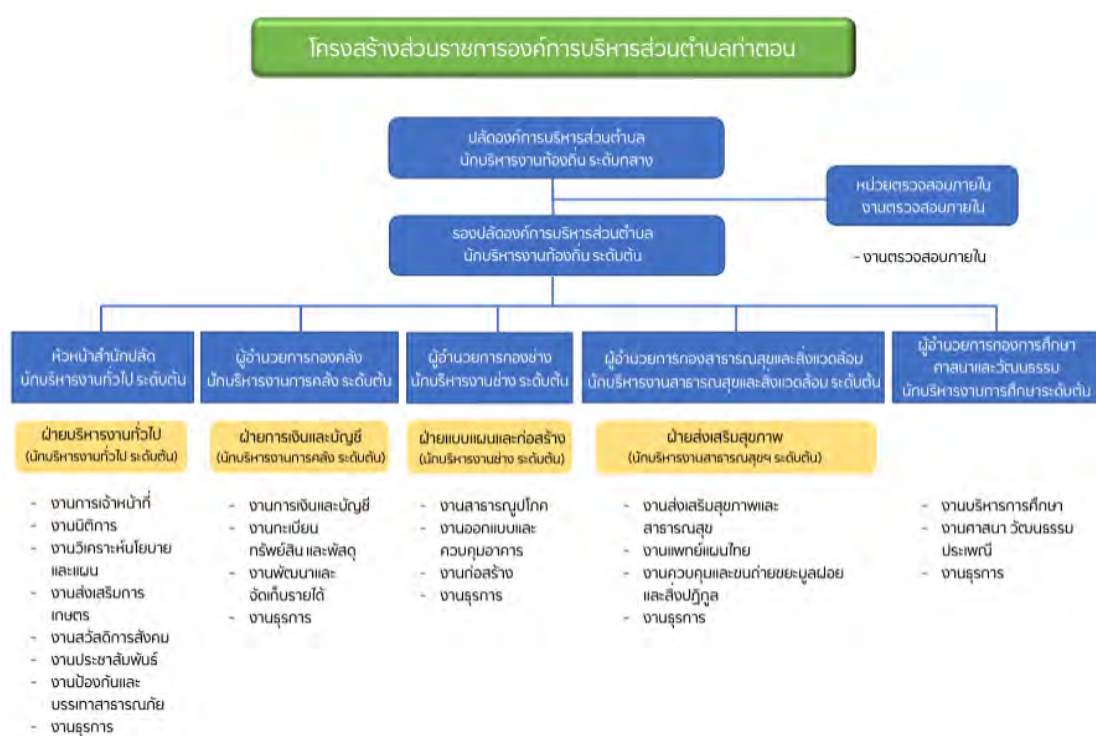 โครงสร้างส่วนราชการองค์การบริหารส่วนตำบลท่าตอน
ปลัดองค์การบริหารส่วนตำบล
นักบริหารงานท้องถิ่น ระดับกลาง
หน่วยตรวจสอบภายใน
งานตรวจสอบภายใน
- งานตรวจสอบภายใน
รองปลัดองค์การบริหารส่วนตำบล
นักบริหารงานท้องถิ่น ระดับต้น
หัวหน้าสำนักปลัด
นักบริหารงานทั่วไป ระดับต้น
ฝ่ายบริหารงานทั่วไป
(นักบริหารงานทั่วไป ระดับต้น)
- งานการเจ้าหน้าที่
- งานนิติการ
- งานวิเคราะห์นโยบาย
และแผน
- งานส่งเสริมการ
เกษตร
- งานสวัสดิการสังคม
- งานประชาสัมพันธ์
- งานป้องกันและ
บรรเทาสาธารณภัย
- งานธุรการ
ผู้อำนวยการกองคลัง
นักบริหารงานการคลัง ระดับต้น
ฝ่ายการเงินและบัญชี
(นักบริหารงานการคลัง ระดับต้น)
- งานการเงินและบัญชี
- งานทะเบียน
ทรัพย์สิน และพัสดุ
- งานพัฒนาและ
จัดเก็บรายได้
- งานธุรการ
ผู้อำนวยการกองช่าง
นักบริหารงานช่าง ระดับต้น
ฝ่ายแบบแผนและก่อสร้าง
(นักบริหารงานช่าง ระดับต้น)
- งานสาธารณูปโภค
- งานออกแบบและ
ควบคุมอาคาร
- งานก่อสร้าง
- งานธุรการ
ผู้อำนวยการกองสาธารณสุขและสิ่งแวดล้อม
นักบริหารงานสาธารณสุขและสิ่งแวดล้อม ระดับต้น
ฝ่ายส่งเสริมสุขภาพ
(นักบริหารงานสาธารณสุขฯ ระดับต้น)
- งานส่งเสริมสุขภาพและ
สาธารณสุข
- งานแพทย์แผนไทย
- งานควบคุมและขนถ่ายขยะมูลฝอย
และสิ่งปฏิกูล
- งานธุรการ
ผู้อำนวยการกองการศึกษา
ศาสนาและวัฒนธรรม
นักบริหารงานการศึกษาระดับต้น
- งานบริหารการศึกษา
- งานศาสนา วัฒนธรรม
ประเพณี
- งานธุรการ